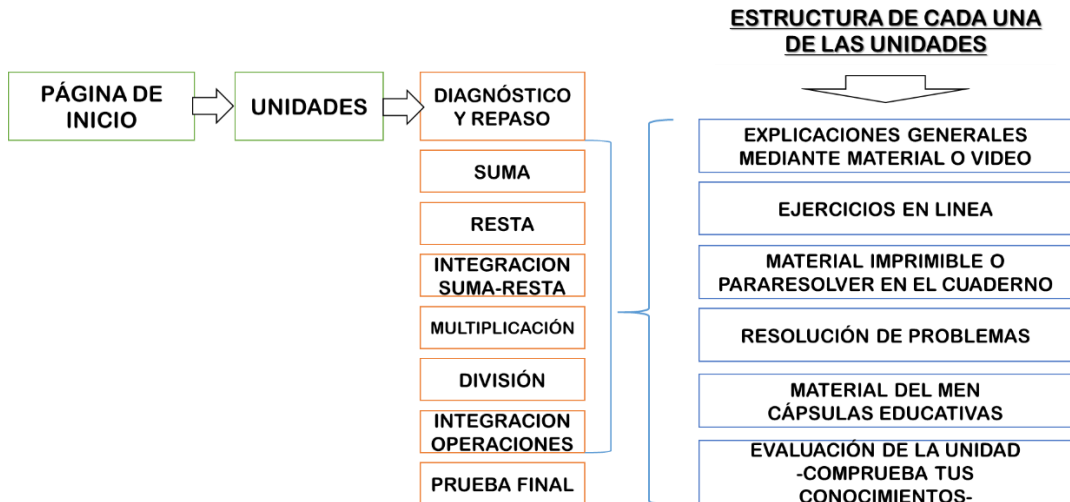 ESTRUCTURA DE CADA UNA
DE LAS UNIDADES
PÁGINA DE
INICIO
UNIDADES
DIAGNÓSTICO
Y REPASO
SUMA
RESTA
INTEGRACION
SUMA-RESTA
MULTIPLICACIÓN
DIVISIÓN
INTEGRACION
OPERACIONES
PRUEBA FINAL
EXPLICACIONES GENERALES
MEDIANTE MATERIAL O VIDEO
EJERCICIOS EN LINEA
MATERIAL IMPRIMIBLE O
PARARESOLVER EN EL CUADERNO
RESOLUCIÓN DE PROBLEMAS
MATERIAL DEL MEN
CÁPSULAS EDUCATIVAS
EVALUACIÓN DE LA UNIDAD
-COMPRUEBA TUS
CONOCIMIENTOS-